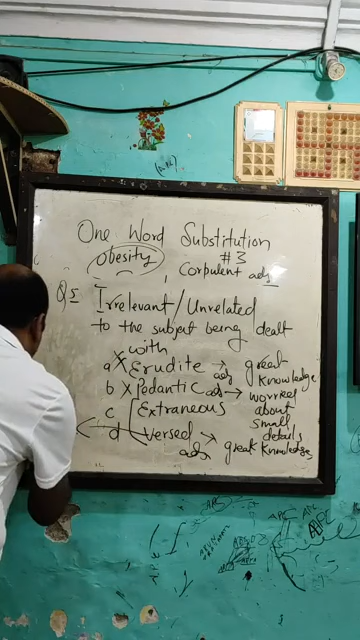 One Word Substitution
#3
Obesity
, Corpulent adj
Q5 Irrelevant/Unrelated
to the subject being dealt
with
a X Erudite → great
adj Knowledge
b X Pedantic adj → worried
about
small
details
c Extraneous
d Versed → great knowledge
adj